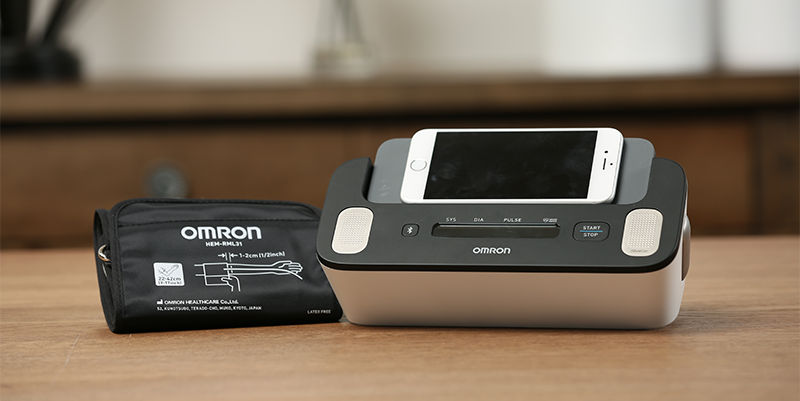 OMRON
HEM-RML31
1-2cm (1/2inch)
22-42cm
OMRON HEALTHCARE Co.,Ltd.
53, KUNOTSUBO, TERADO-CHO, MUKO, KYOTO, JAPAN
LATEX FREE
SYS DIA PULSE
START
STOP
OMRON